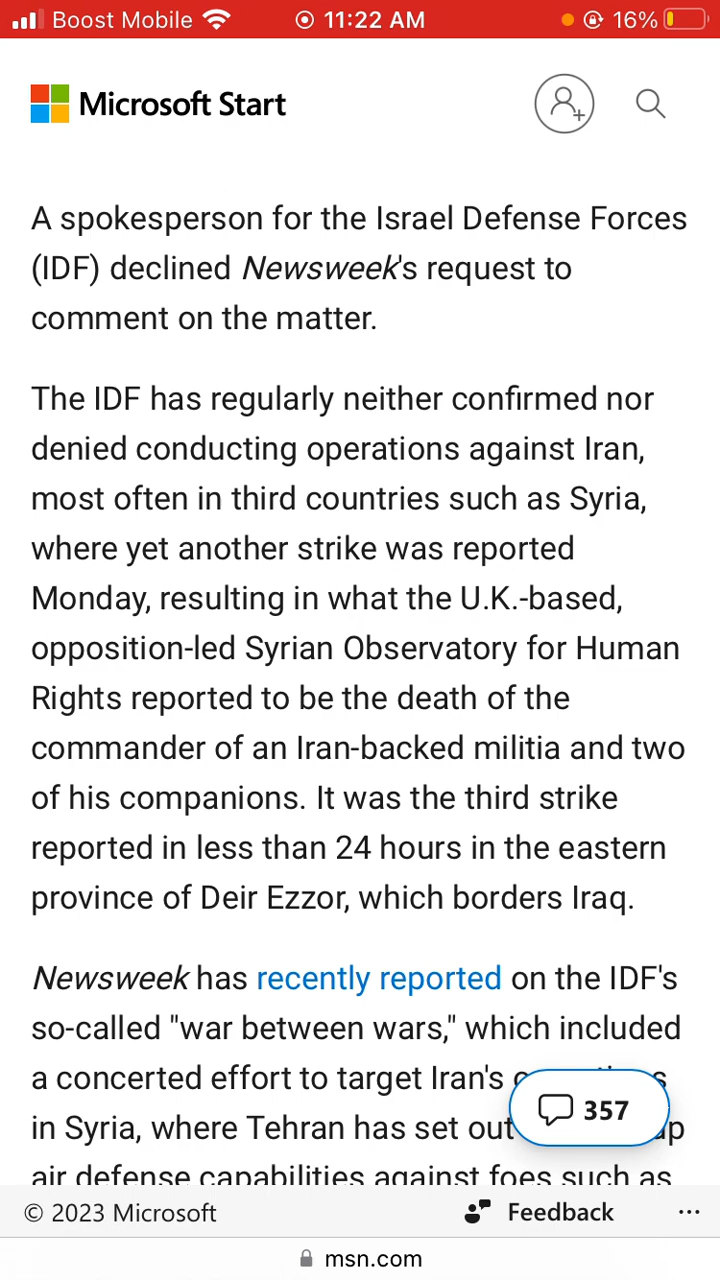 Boost Mobile 11:22 AM 16%
Microsoft Start
A spokesperson for the Israel Defense Forces
(IDF) declined Newsweek's request to
comment on the matter.
The IDF has regularly neither confirmed nor
denied conducting operations against Iran,
most often in third countries such as Syria,
where yet another strike was reported
Monday, resulting in what the U.K.-based,
opposition-led Syrian Observatory for Human
Rights reported to be the death of the
commander of an Iran-backed militia and two
of his companions. It was the third strike
reported in less than 24 hours in the eastern
province of Deir Ezzor, which borders Iraq.
Newsweek has recently reported on the IDF's
so-called "war between wars," which included
a concerted effort to target Iran's
in Syria, where Tehran has set out
357
air defense capabilities against foes such as
© 2023 Microsoft Feedback ...
msn.com